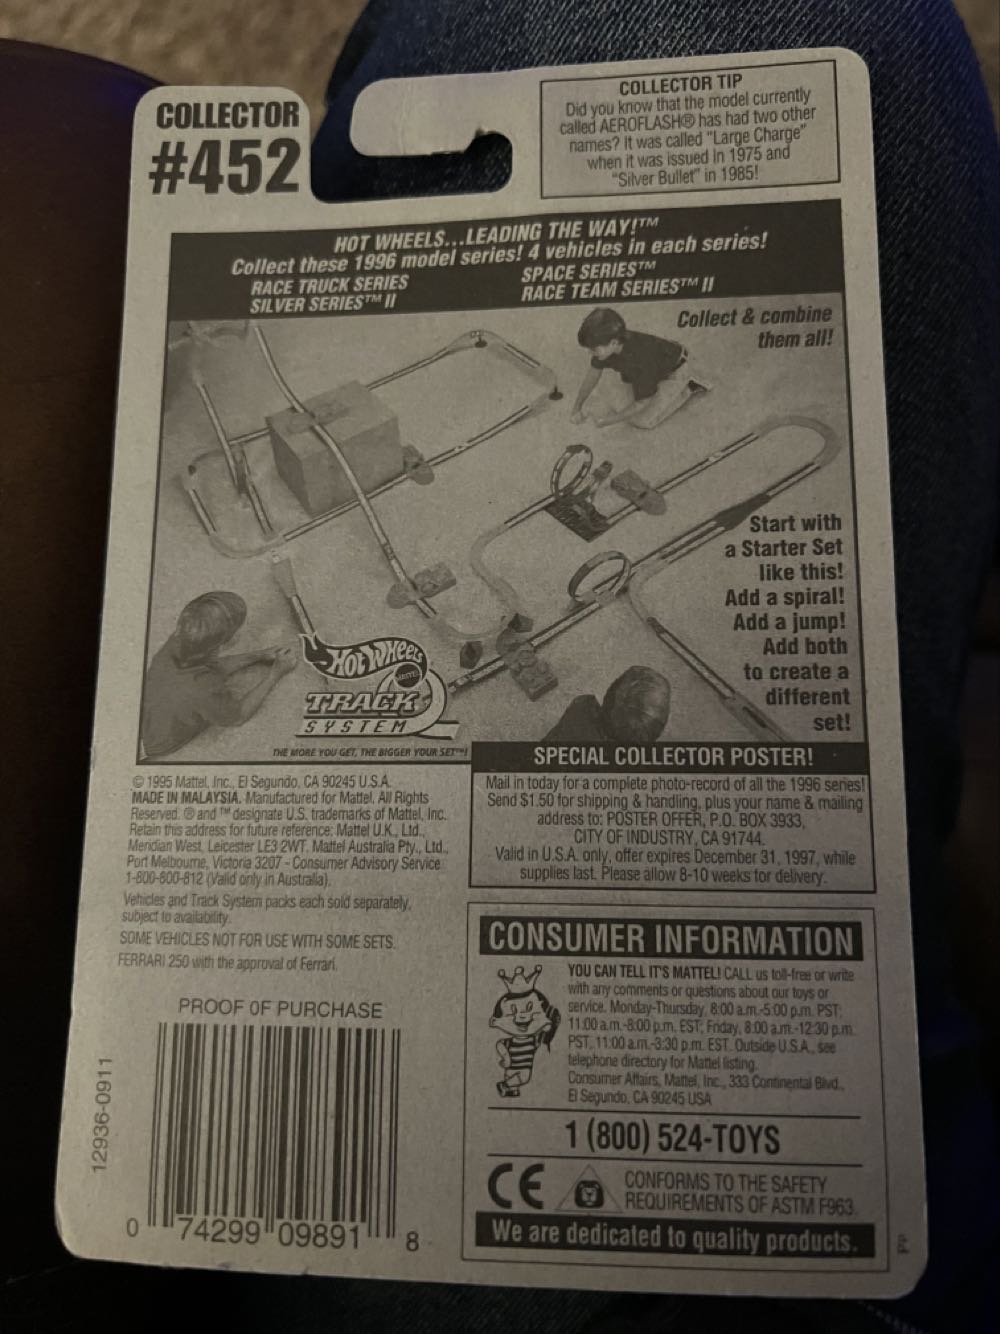 COLLECTOR
#452
COLLECTOR TIP
Did you know that the model currently
called AEROFLASH® has had two other
names? It was called "Large Charge"
when it was issued in 1975 and
"Silver Bullet" in 1985!
HOT WHEELS...LEADING THE WAY!™
Collect these 1996 model series! 4 vehicles in each series!
RACE TRUCK SERIES
SILVER SERIES™ II
SPACE SERIES™
RACE TEAM SERIES™ II
Collect & combine
them all!
Start with
a Starter Set
like this!
Add a spiral!
Add a jump!
Add both
to create a
different
set!
HOT WHEELS
MATTEL
TRACK
SYSTEM
THE MORE YOU GET, THE BIGGER YOUR SET™!
© 1995 Mattel, Inc., El Segundo, CA 90245 U.S.A.
MADE IN MALAYSIA. Manufactured for Mattel. All Rights
Reserved. ® and ™ designate U.S. trademarks of Mattel, Inc.
Retain this address for future reference: Mattel U.K., Ltd.,
Meridian West, Leicester LE3 2WT. Mattel Australia Pty., Ltd.,
Port Melbourne, Victoria 3207 - Consumer Advisory Service
1-800-800-812 (Valid only in Australia).
Vehicles and Track System packs each sold separately,
subject to availability.
SOME VEHICLES NOT FOR USE WITH SOME SETS.
FERRARI 250 with the approval of Ferrari.
SPECIAL COLLECTOR POSTER!
Mail in today for a complete photo-record of all the 1996 series!
Send $1.50 for shipping & handling, plus your name & mailing
address to: POSTER OFFER, P.O. BOX 3933,
CITY OF INDUSTRY, CA 91744.
Valid in U.S.A. only, offer expires December 31, 1997, while
supplies last. Please allow 8-10 weeks for delivery.
CONSUMER INFORMATION
YOU CAN TELL IT'S MATTEL! CALL us toll-free or write
with any comments or questions about our toys or
service. Monday-Thursday, 8:00 a.m.-5:00 p.m. PST;
11:00 a.m.-8:00 p.m. EST; Friday, 8:00 a.m.-12:30 p.m.
PST, 11:00 a.m.-3:30 p.m. EST. Outside U.S.A., see
telephone directory for Mattel listing.
Consumer Affairs, Mattel, Inc., 333 Continental Blvd.,
El Segundo, CA 90245 USA
1 (800) 524-TOYS
CE
CONFORMS TO THE SAFETY
REQUIREMENTS OF ASTM F963.
We are dedicated to quality products.
PP
PROOF OF PURCHASE
12936-0911
0 74299 09891 8